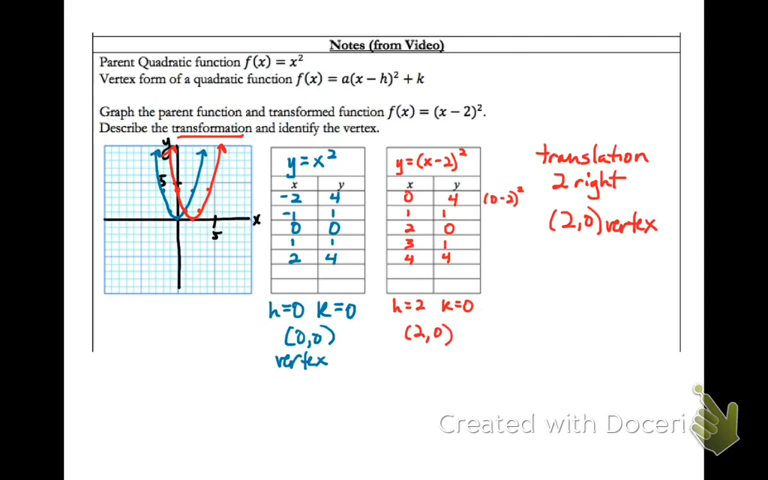 Notes (from Video)
Parent Quadratic function f(x) = x²
Vertex form of a quadratic function f(x) = a(x − h)² + k
Graph the parent function and transformed function f(x) = (x − 2)².
Describe the transformation and identify the vertex.
y
5
x
5
y=x²
x y
-2 4
-1 1
0 0
1 1
2 4
h=0 k=0
(0,0)
vertex
y=(x-2)²
x y
0 4 (0-2)²
1 1
2 0
3 1
4 4
h=2 k=0
(2,0)
translation
2 right
(2,0) vertex
Created with Doceri